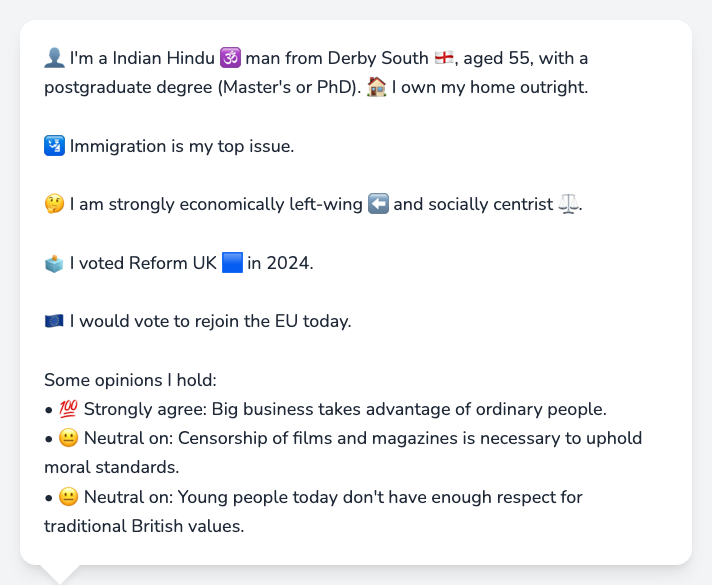 👤 I'm a Indian Hindu 🕉️ man from Derby South 🏴󠁧󠁢󠁥󠁮󠁧󠁿, aged 55, with a
postgraduate degree (Master's or PhD). 🏠 I own my home outright.
🛂 Immigration is my top issue.
🤔 I am strongly economically left-wing ⬅️ and socially centrist ⚖️.
🗳️ I voted Reform UK 🟦 in 2024.
🇪🇺 I would vote to rejoin the EU today.
Some opinions I hold:
• 💯 Strongly agree: Big business takes advantage of ordinary people.
• 😐 Neutral on: Censorship of films and magazines is necessary to uphold
moral standards.
• 😐 Neutral on: Young people today don't have enough respect for
traditional British values.